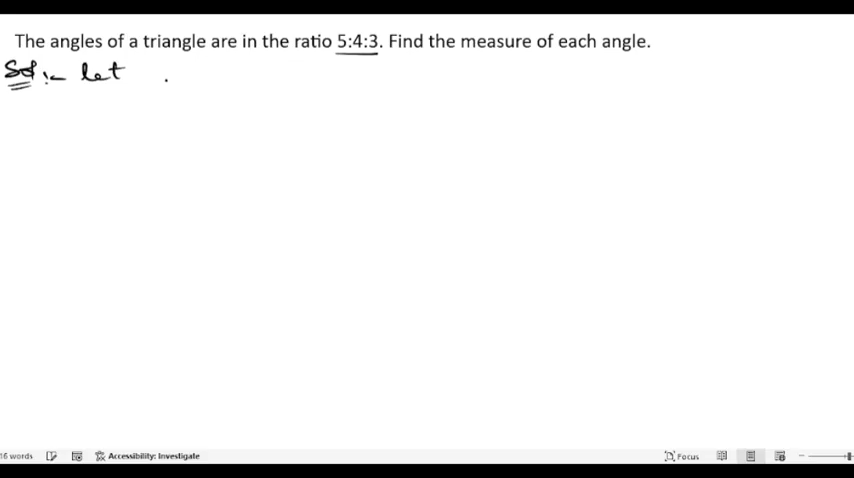 The angles of a triangle are in the ratio 5:4:3. Find the measure of each angle.
Sol:- let
16 words Accessibility: Investigate Focus